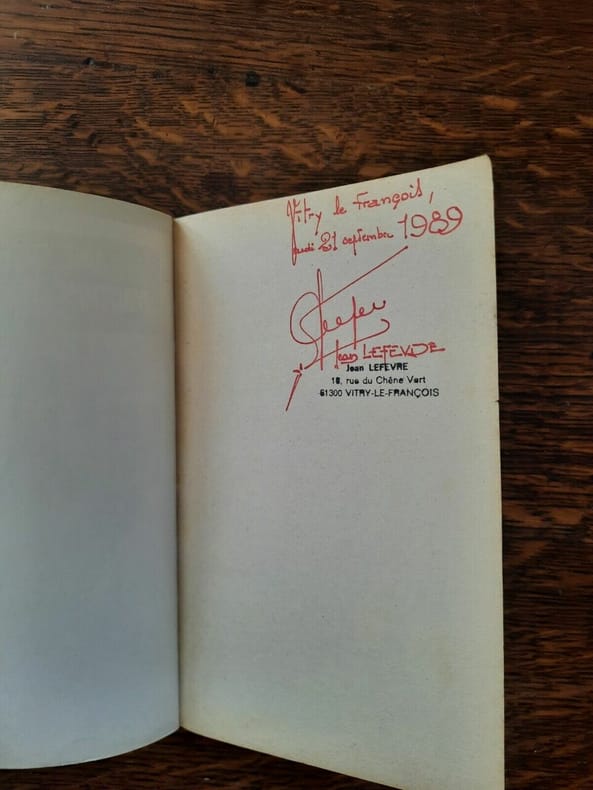 Vitry le François,
jeudi 21 septembre 1989
Lefevre
Jean LEFEVRE
Jean LEFEVRE
18, rue du Chêne Vert
51300 VITRY-LE-FRANÇOIS